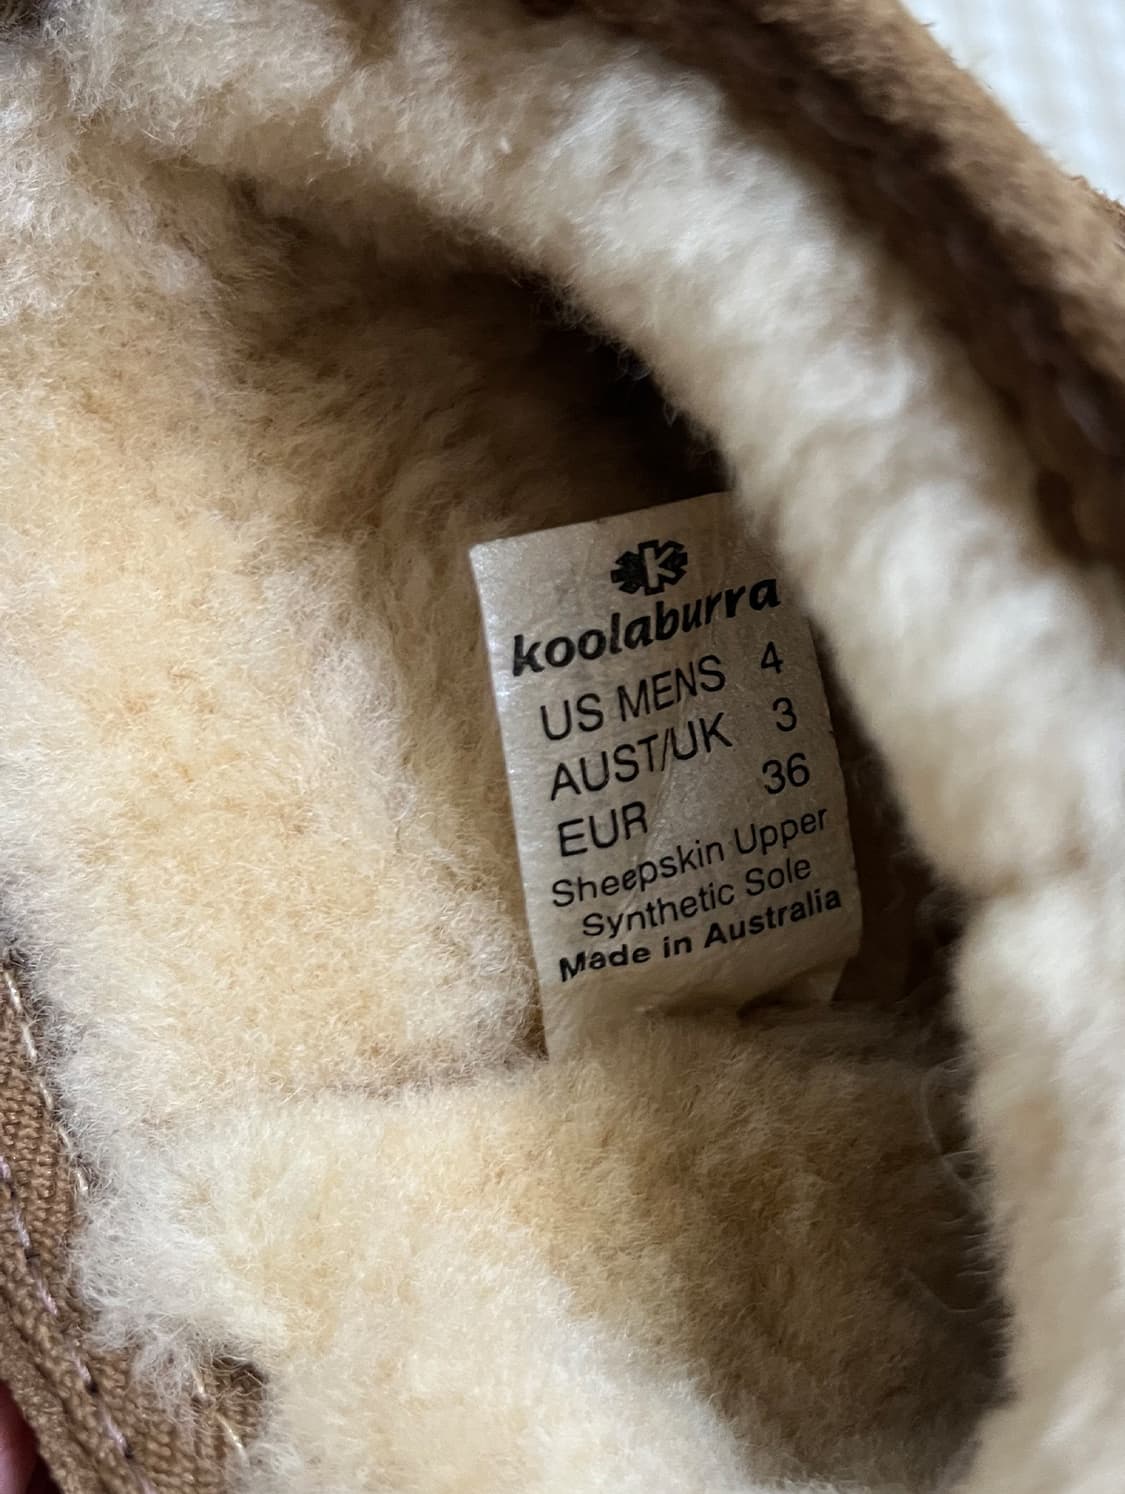 K
koolaburra
US MENS 4
AUST/UK 3
EUR 36
Sheepskin Upper
Synthetic Sole
Made in Australia